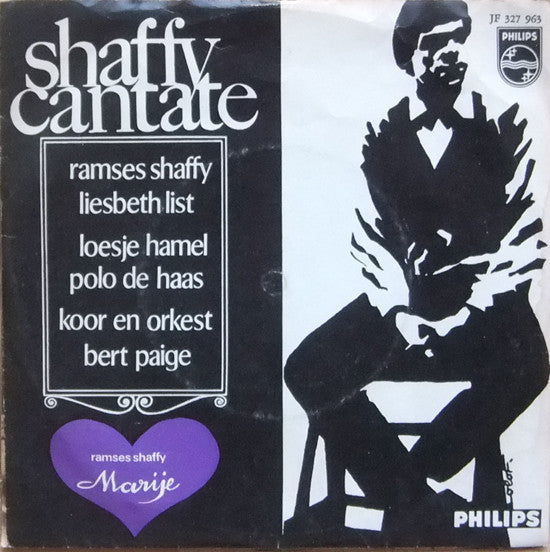 shaffy
cantate
ramses shaffy
liesbeth list
loesje hamel
polo de haas
koor en orkest
bert paige
ramses shaffy
Marije
JF 327 963
PHILIPS
PHILIPS